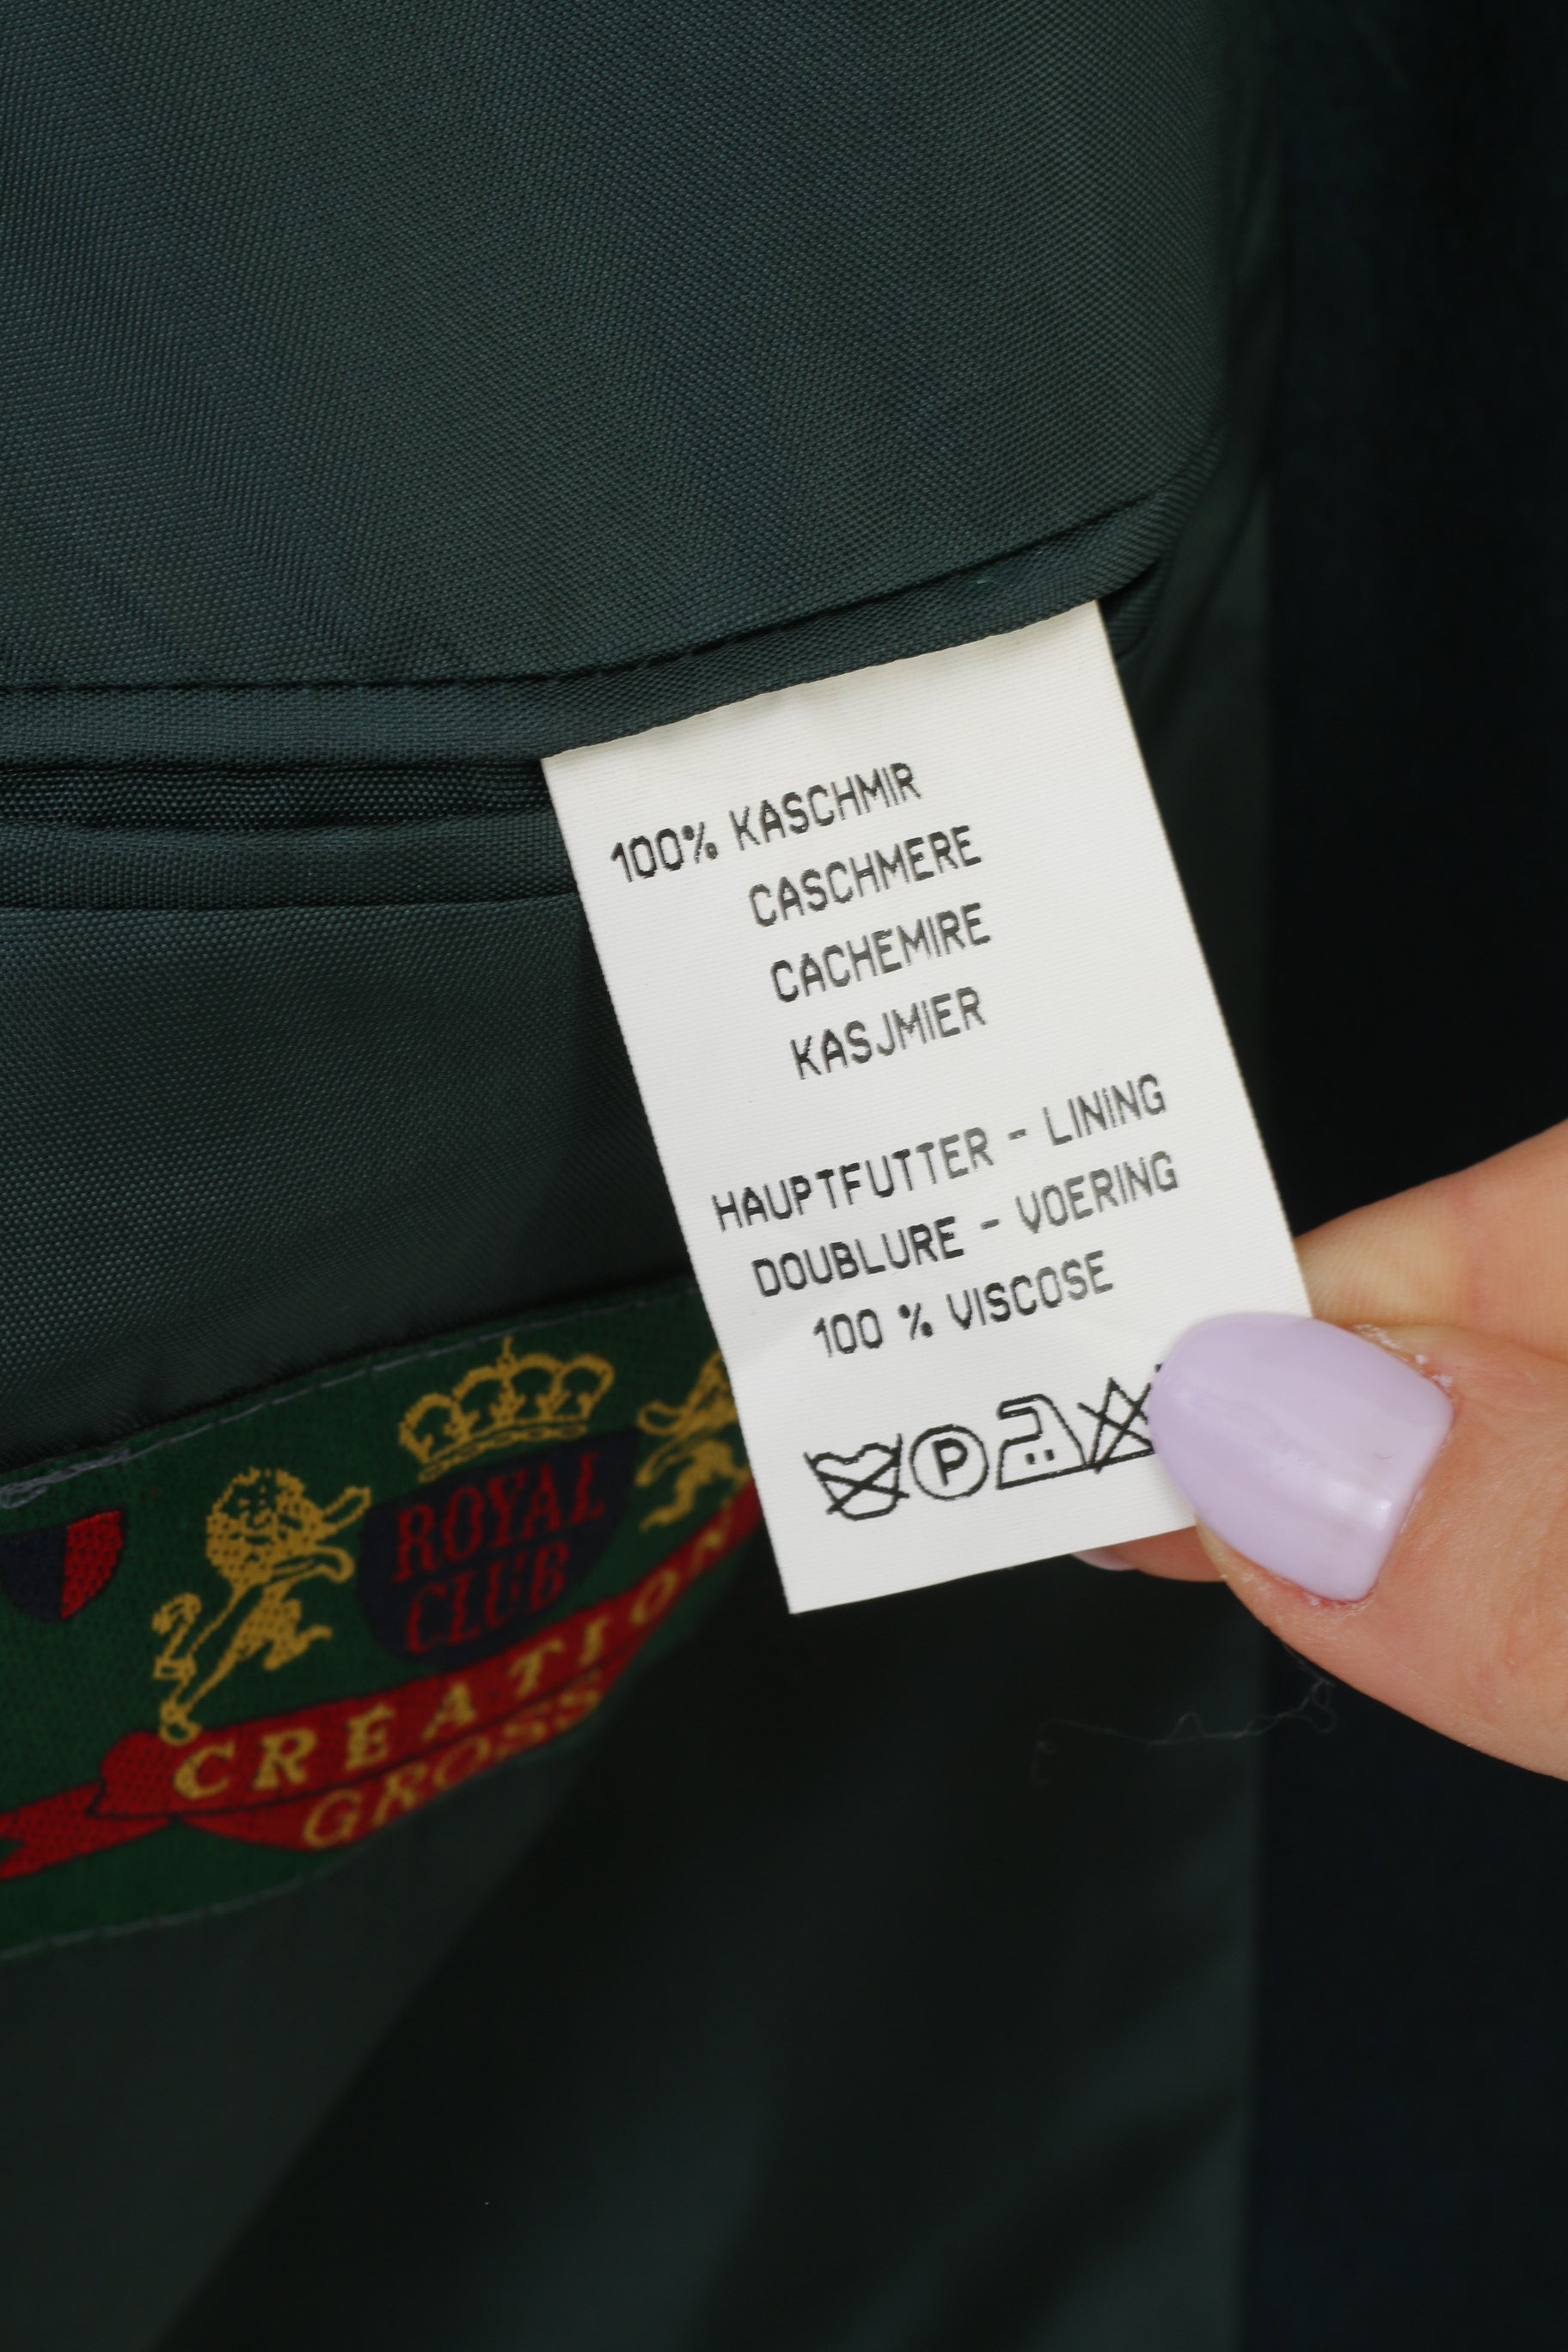 100% KASCHMIR
CASCHMERE
CACHEMIRE
KASJMIER
HAUPTFUTTER - LINING
DOUBLURE - VOERING
100 % VISCOSE
P
ROYAL
CLUB
CREATION
GROSS